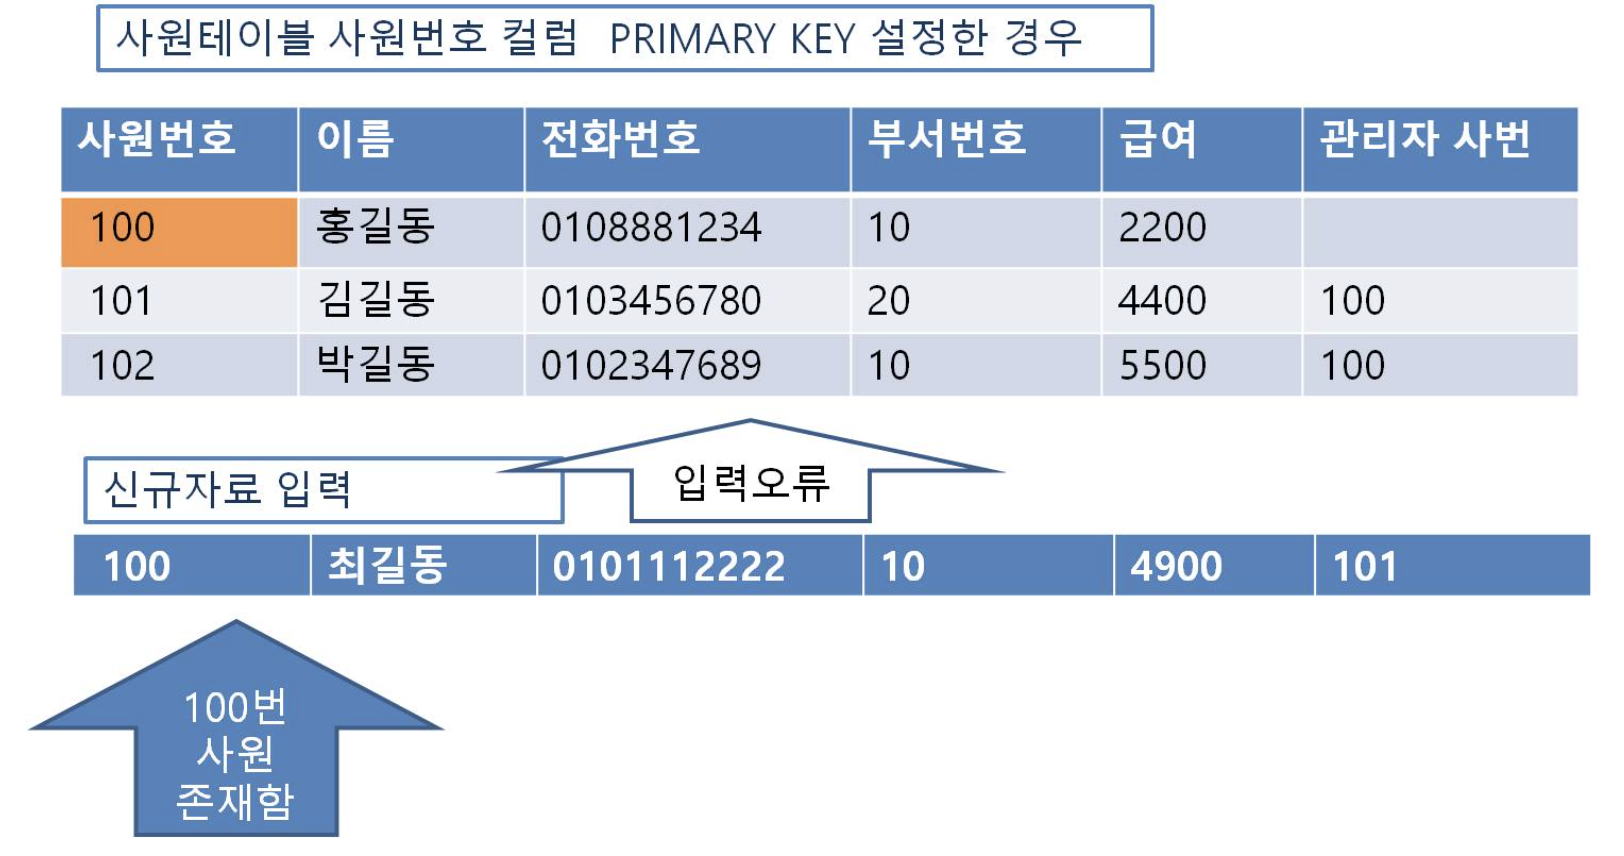 사원테이블 사원번호 컬럼 PRIMARY KEY 설정한 경우
사원번호 이름 전화번호 부서번호 급여 관리자 사번
100 홍길동 0108881234 10 2200
101 김길동 0103456780 20 4400 100
102 박길동 0102347689 10 5500 100
입력오류
신규자료 입력
100 최길동 0101112222 10 4900 101
100번
사원
존재함